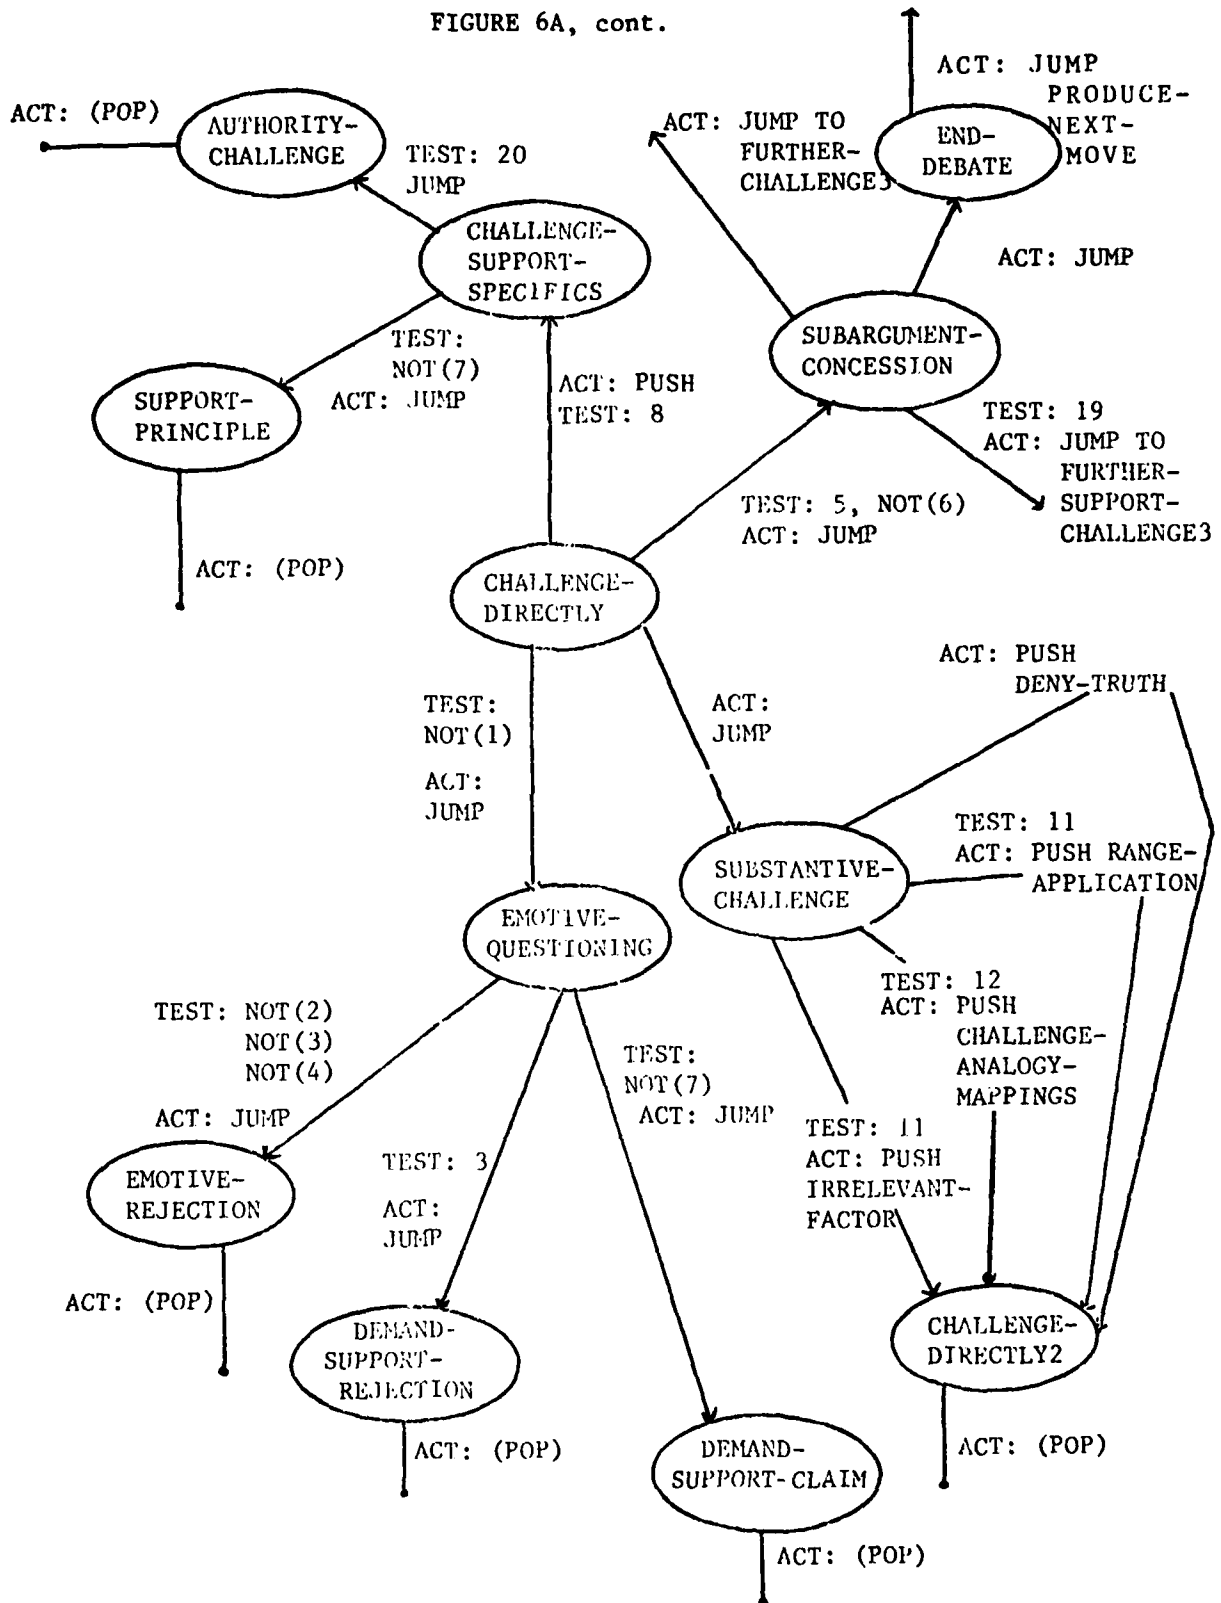 FIGURE 6A, cont.
ACT: JUMP
PRODUCE-
NEXT-
MOVE
ACT: (POP)
AUTHORITY-
CHALLENGE
TEST: 20
JUMP
ACT: JUMP TO
FURTHER-
CHALLENGE3
END-
DEBATE
CHALLENGE-
SUPPORT-
SPECIFICS
ACT: JUMP
TEST:
NOT(7)
ACT: JUMP
SUPPORT-
PRINCIPLE
ACT: PUSH
TEST: 8
SUBARGUMENT-
CONCESSION
TEST: 19
ACT: JUMP TO
FURTHER-
SUPPORT-
CHALLENGE3
TEST: 5, NOT(6)
ACT: JUMP
ACT: (POP)
CHALLENGE-
DIRECTLY
ACT: PUSH
DENY-TRUTH
TEST:
NOT(1)
ACT:
JUMP
ACT:
JUMP
TEST: 11
ACT: PUSH RANGE-
APPLICATION
SUBSTANTIVE-
CHALLENGE
EMOTIVE-
QUESTIONING
TEST: 12
ACT: PUSH
CHALLENGE-
ANALOGY-
MAPPINGS
TEST: NOT(2)
NOT(3)
NOT(4)
ACT: JUMP
TEST:
NOT(7)
ACT: JUMP
TEST: 11
ACT: PUSH
IRRELEVANT-
FACTOR
TEST: 3
ACT:
JUMP
EMOTIVE-
REJECTION
ACT: (POP)
DEMAND-
SUPPORT-
REJECTION
CHALLENGE-
DIRECTLY2
ACT: (POP)
DEMAND-
SUPPORT-CLAIM
ACT: (POP)
ACT: (POP)